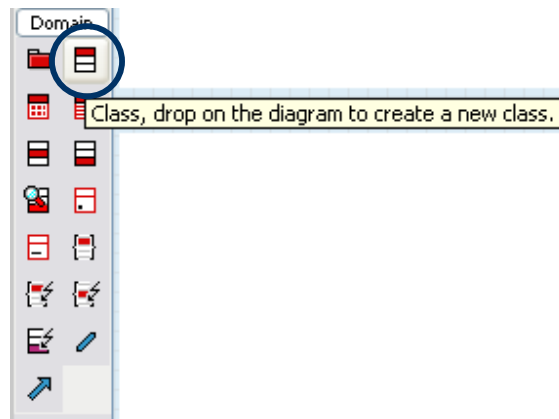 Domain
Class, drop on the diagram to create a new class.